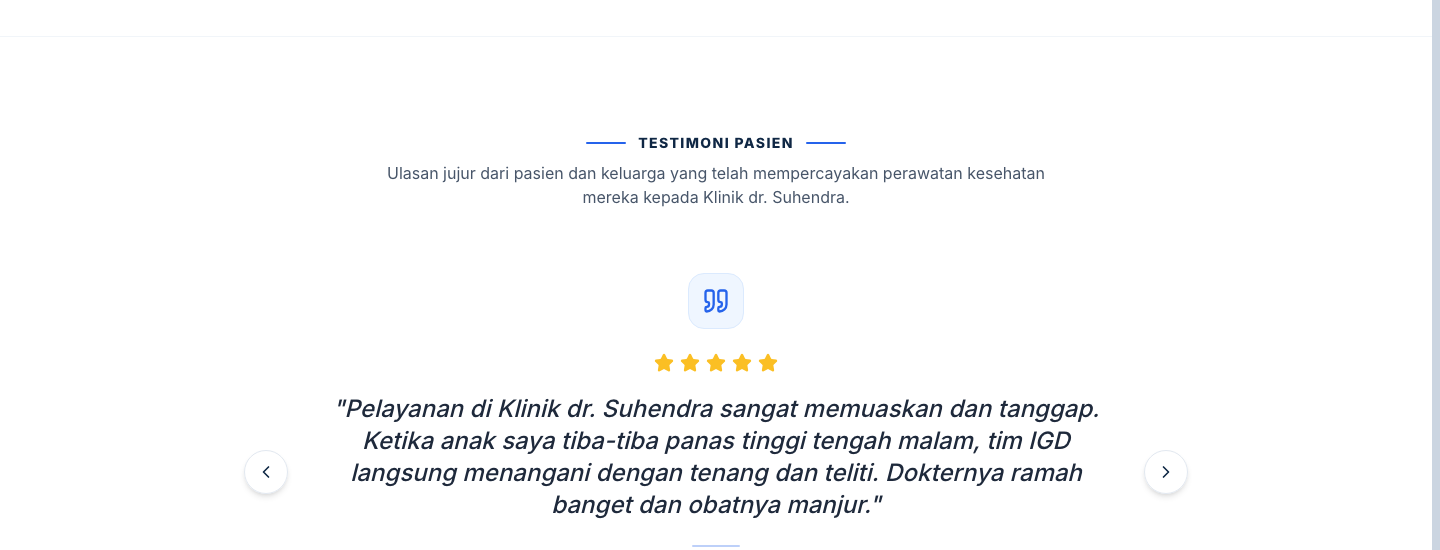 TESTIMONI PASIEN
Ulasan jujur dari pasien dan keluarga yang telah mempercayakan perawatan kesehatan
mereka kepada Klinik dr. Suhendra.
"Pelayanan di Klinik dr. Suhendra sangat memuaskan dan tanggap.
Ketika anak saya tiba-tiba panas tinggi tengah malam, tim IGD
langsung menangani dengan tenang dan teliti. Dokternya ramah
banget dan obatnya manjur."